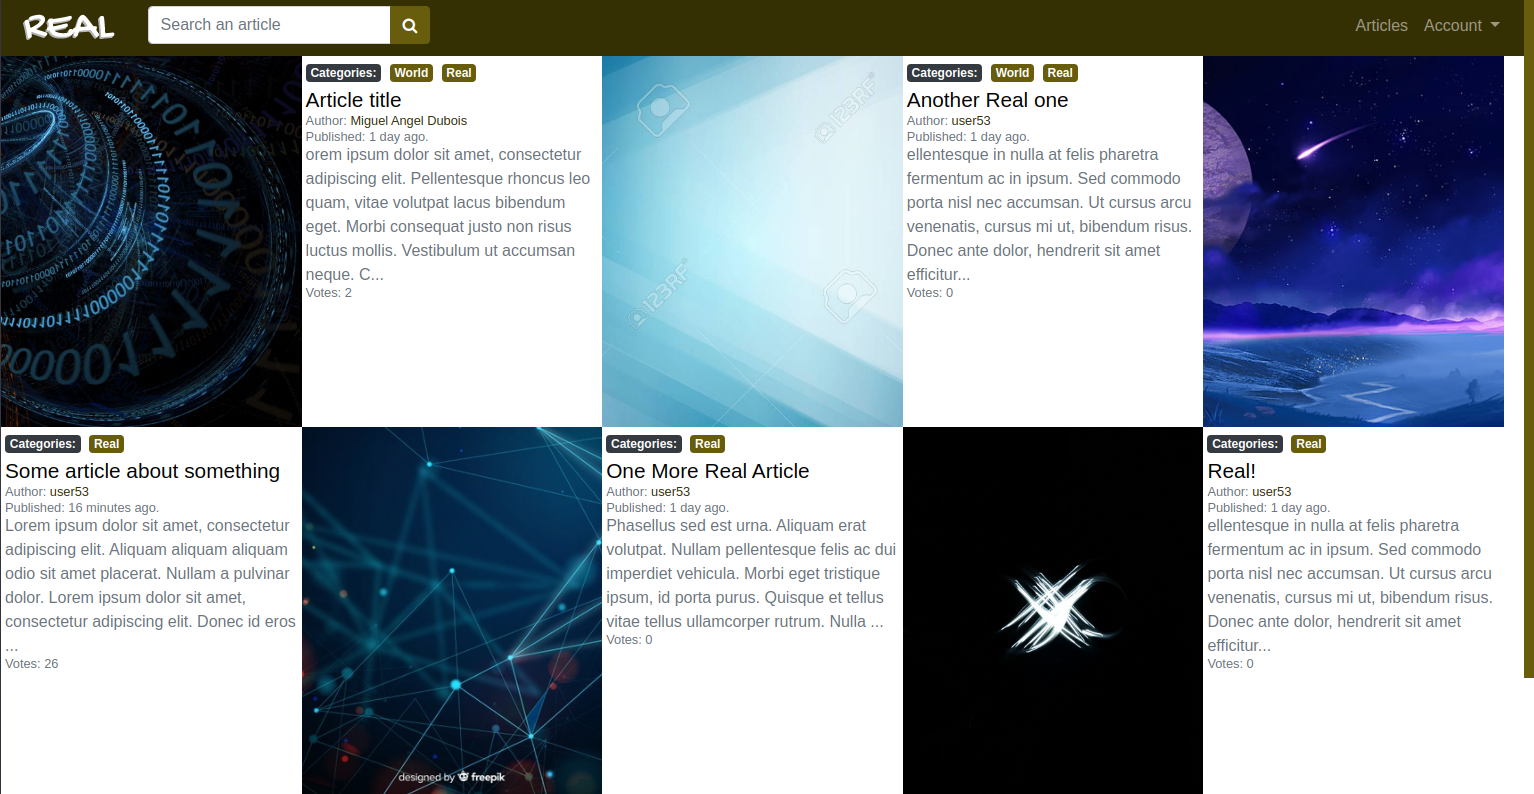 REAL
Search an article
Articles
Account
Categories: World Real
Article title
Author: Miguel Angel Dubois
Published: 1 day ago.
orem ipsum dolor sit amet, consectetur
adipiscing elit. Pellentesque rhoncus leo
quam, vitae volutpat lacus bibendum
eget. Morbi consequat justo non risus
luctus mollis. Vestibulum ut accumsan
neque. C...
Votes: 2
123RF
123RF
Categories: World Real
Another Real one
Author: user53
Published: 1 day ago.
ellentesque in nulla at felis pharetra
fermentum ac in ipsum. Sed commodo
porta nisl nec accumsan. Ut cursus arcu
venenatis, cursus mi ut, bibendum risus.
Donec ante dolor, hendrerit sit amet
efficitur...
Votes: 0
Categories: Real
Some article about something
Author: user53
Published: 16 minutes ago.
Lorem ipsum dolor sit amet, consectetur
adipiscing elit. Aliquam aliquam aliquam
odio sit amet placerat. Nullam a pulvinar
dolor. Lorem ipsum dolor sit amet,
consectetur adipiscing elit. Donec id eros
...
Votes: 26
designed by freepik
Categories: Real
One More Real Article
Author: user53
Published: 1 day ago.
Phasellus sed est urna. Aliquam erat
volutpat. Nullam pellentesque felis ac dui
imperdiet vehicula. Morbi eget tristique
ipsum, id porta purus. Quisque et tellus
vitae tellus ullamcorper rutrum. Nulla ...
Votes: 0
Categories: Real
Real!
Author: user53
Published: 1 day ago.
ellentesque in nulla at felis pharetra
fermentum ac in ipsum. Sed commodo
porta nisl nec accumsan. Ut cursus arcu
venenatis, cursus mi ut, bibendum risus.
Donec ante dolor, hendrerit sit amet
efficitur...
Votes: 0